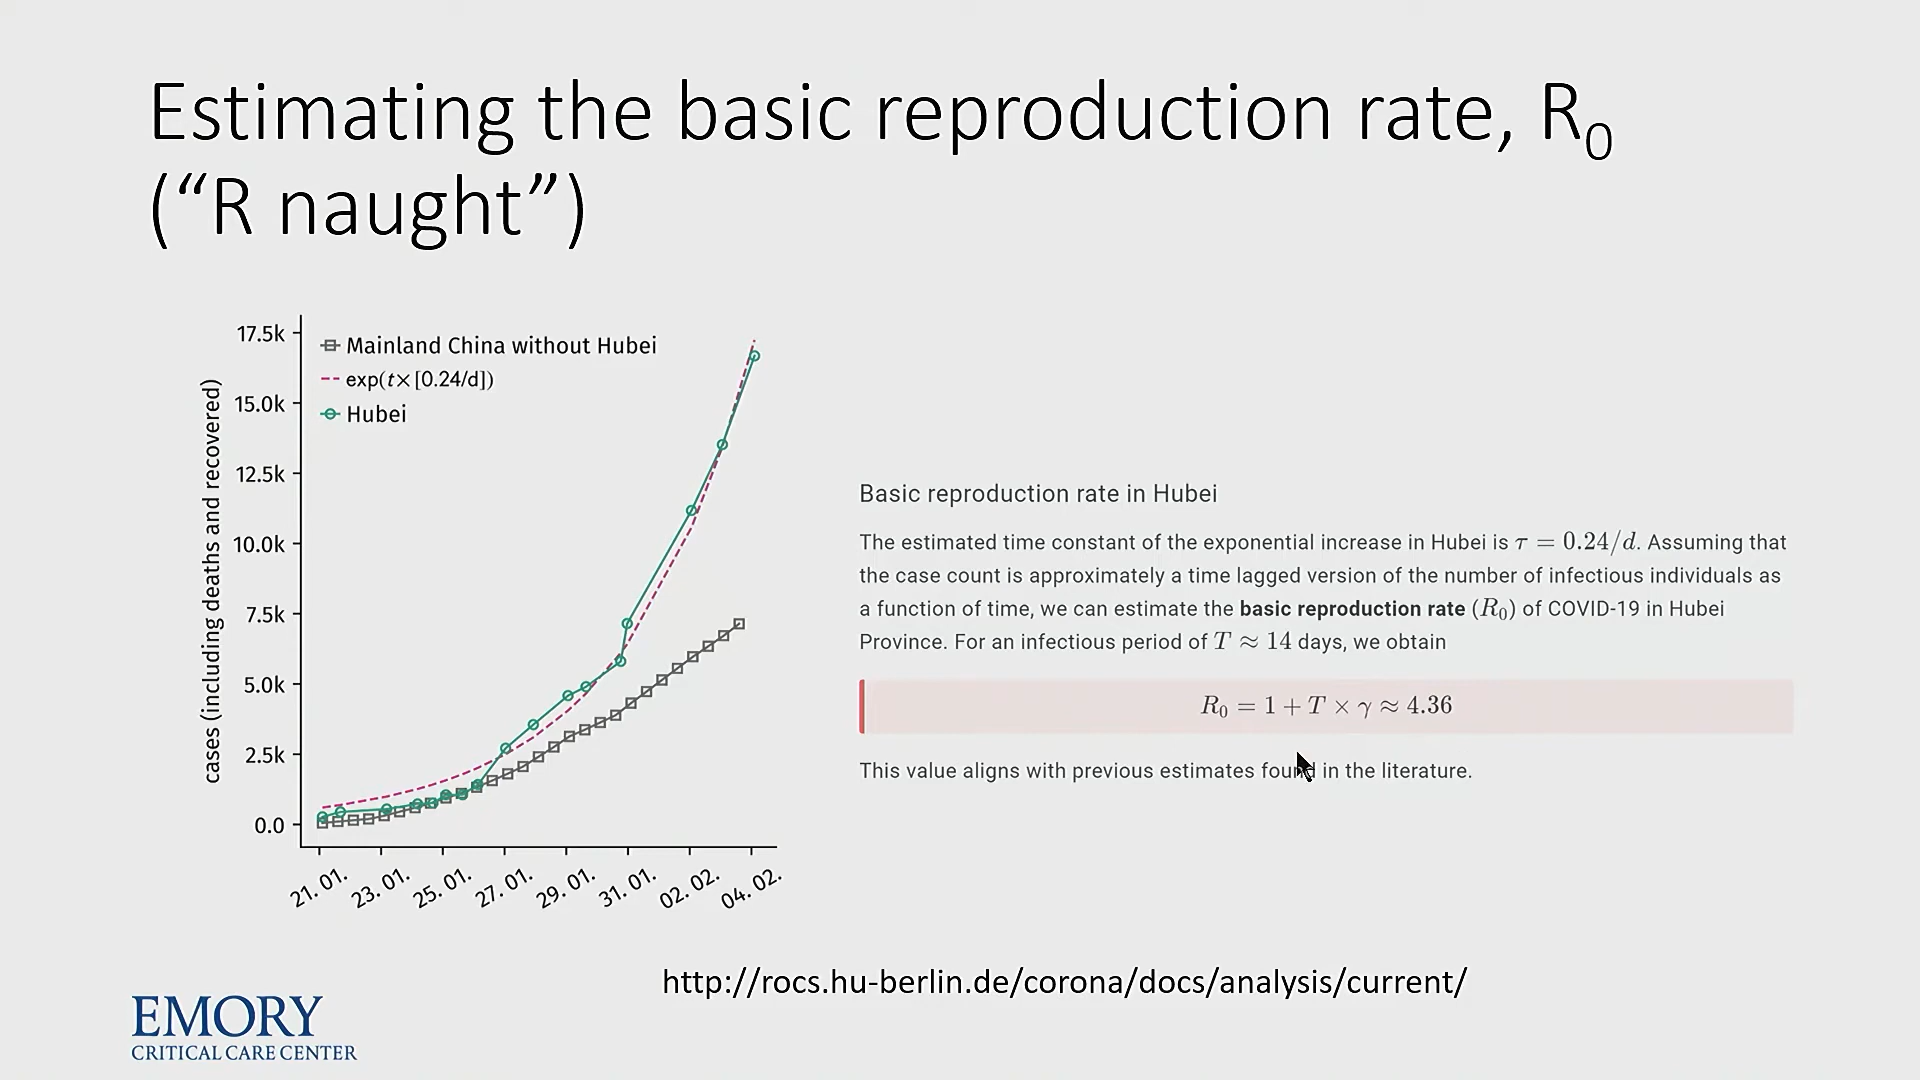 Estimating the basic reproduction rate, R₀
(“R naught”)
17.5k
15.0k
12.5k
10.0k
7.5k
5.0k
2.5k
0.0
cases (including deaths and recovered)
Mainland China without Hubei
exp(t×[0.24/d])
Hubei
21. 01.
23. 01.
25. 01.
27. 01.
29. 01.
31. 01.
02. 02.
04. 02.
Basic reproduction rate in Hubei
The estimated time constant of the exponential increase in Hubei is τ = 0.24/d. Assuming that
the case count is approximately a time lagged version of the number of infectious individuals as
a function of time, we can estimate the basic reproduction rate (R₀) of COVID-19 in Hubei
Province. For an infectious period of T ≈ 14 days, we obtain
R₀ = 1 + T × γ ≈ 4.36
This value aligns with previous estimates found in the literature.
http://rocs.hu-berlin.de/corona/docs/analysis/current/
EMORY
CRITICAL CARE CENTER